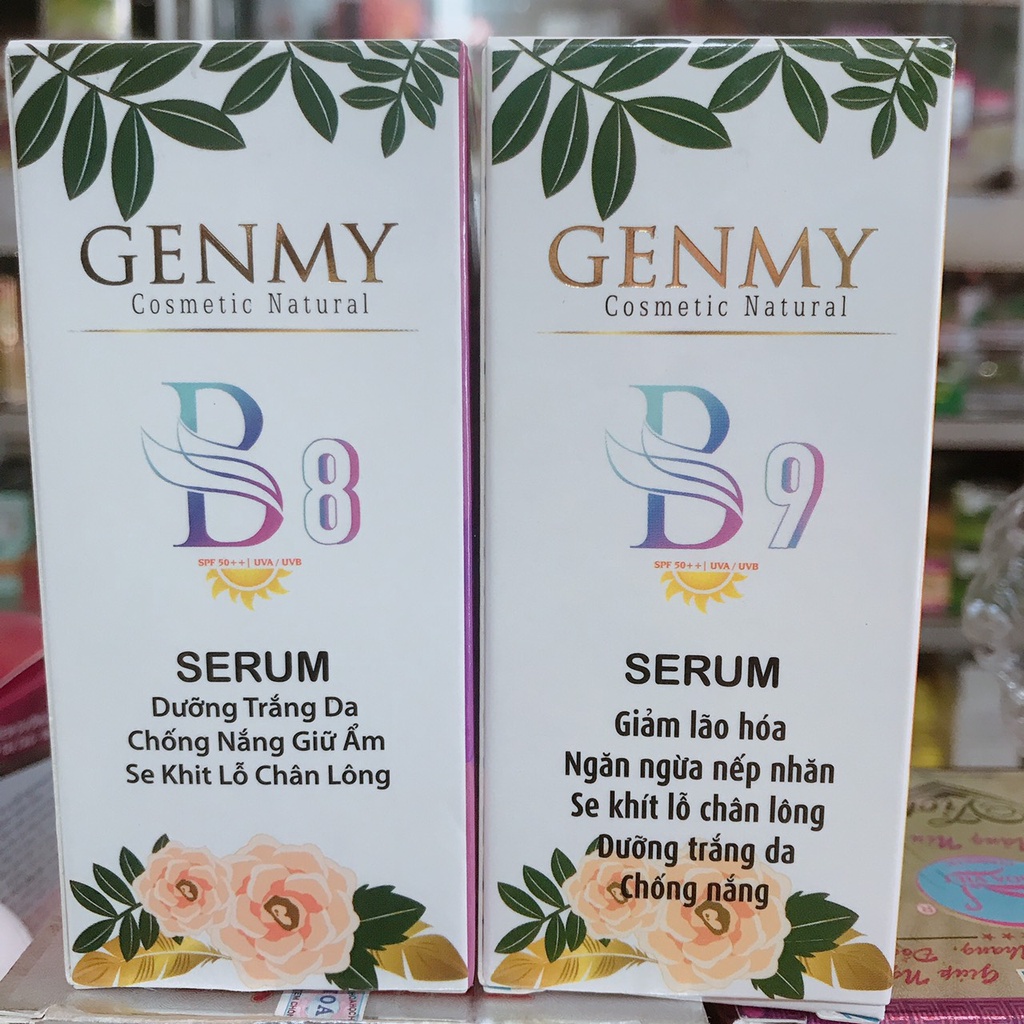 GENMY
Cosmetic Natural
B8
SPF 50++| UVA / UVB
SERUM
Dưỡng Trắng Da
Chống Nắng Giữ Ẩm
Se Khit Lỗ Chân Lông
GENMY
Cosmetic Natural
B9
SPF 50++| UVA / UVB
SERUM
Giảm lão hóa
Ngăn ngừa nếp nhăn
Se khít lỗ chân lông
Dưỡng trắng da
Chống nắng